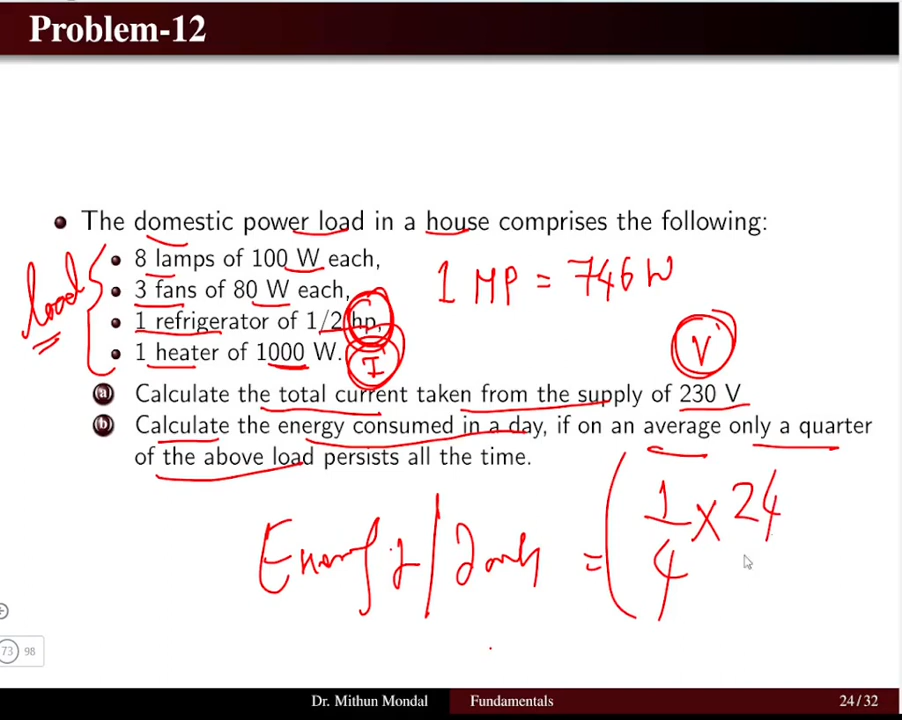 Problem-12
The domestic power load in a house comprises the following:
8 lamps of 100 W each,
3 fans of 80 W each,
1 refrigerator of 1/2 hp
1 heater of 1000 W.
load
1 HP = 746 W
I
V
a Calculate the total current taken from the supply of 230 V
b Calculate the energy consumed in a day, if on an average only a quarter
of the above load persists all the time.
Energy / = ( 1/4 × 24
73 98
Dr. Mithun Mondal Fundamentals 24 / 32